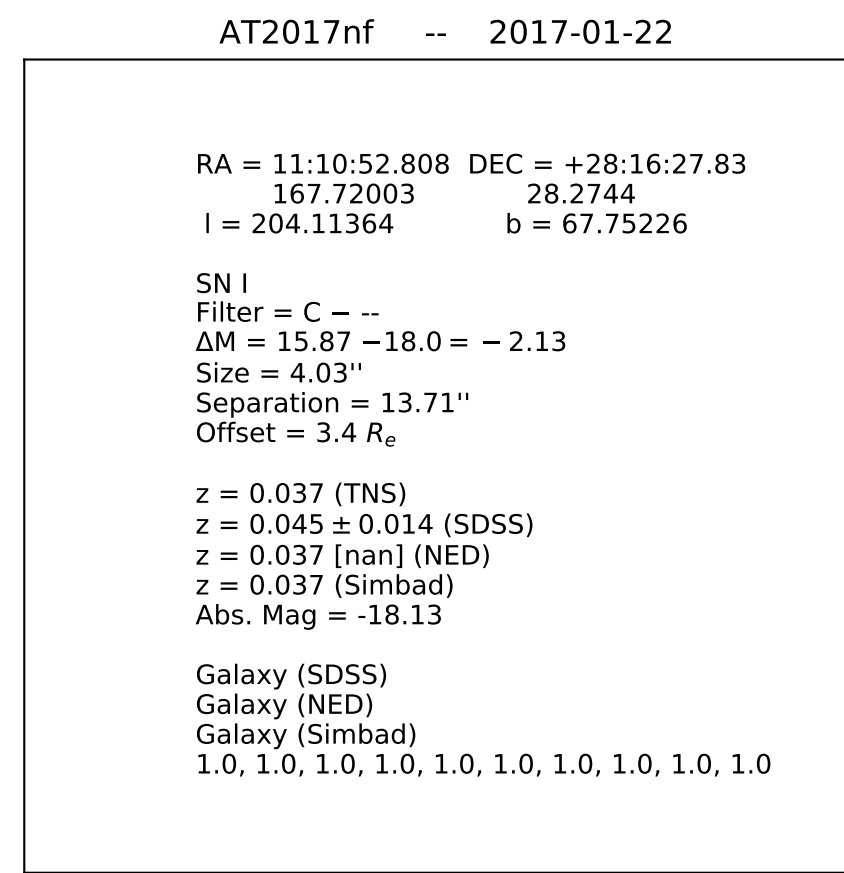 AT2017nf -- 2017-01-22
RA = 11:10:52.808 DEC = +28:16:27.83
167.72003 28.2744
l = 204.11364 b = 67.75226
SN I
Filter = C − --
ΔM = 15.87 −18.0 = − 2.13
Size = 4.03''
Separation = 13.71''
Offset = 3.4 Re
z = 0.037 (TNS)
z = 0.045 ± 0.014 (SDSS)
z = 0.037 [nan] (NED)
z = 0.037 (Simbad)
Abs. Mag = -18.13
Galaxy (SDSS)
Galaxy (NED)
Galaxy (Simbad)
1.0, 1.0, 1.0, 1.0, 1.0, 1.0, 1.0, 1.0, 1.0, 1.0